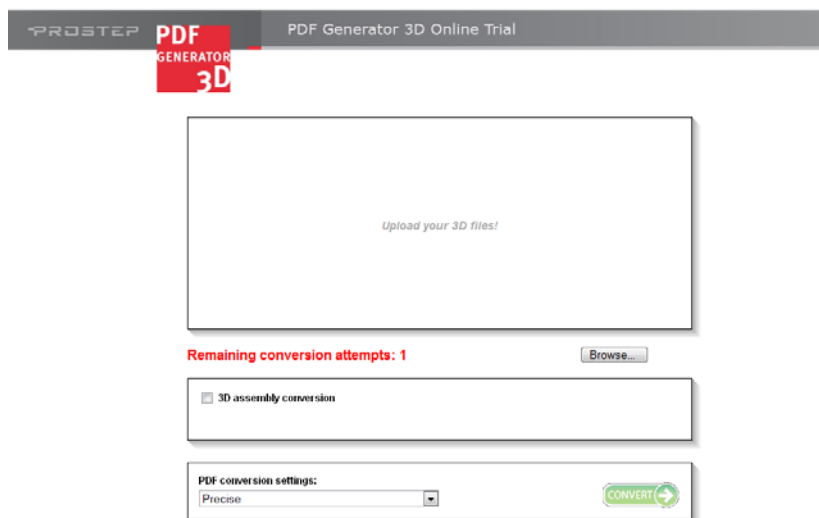 PROSTEP
PDF
GENERATOR
3D
PDF Generator 3D Online Trial
Upload your 3D files!
Remaining conversion attempts: 1
Browse...
3D assembly conversion
PDF conversion settings:
Precise
CONVERT